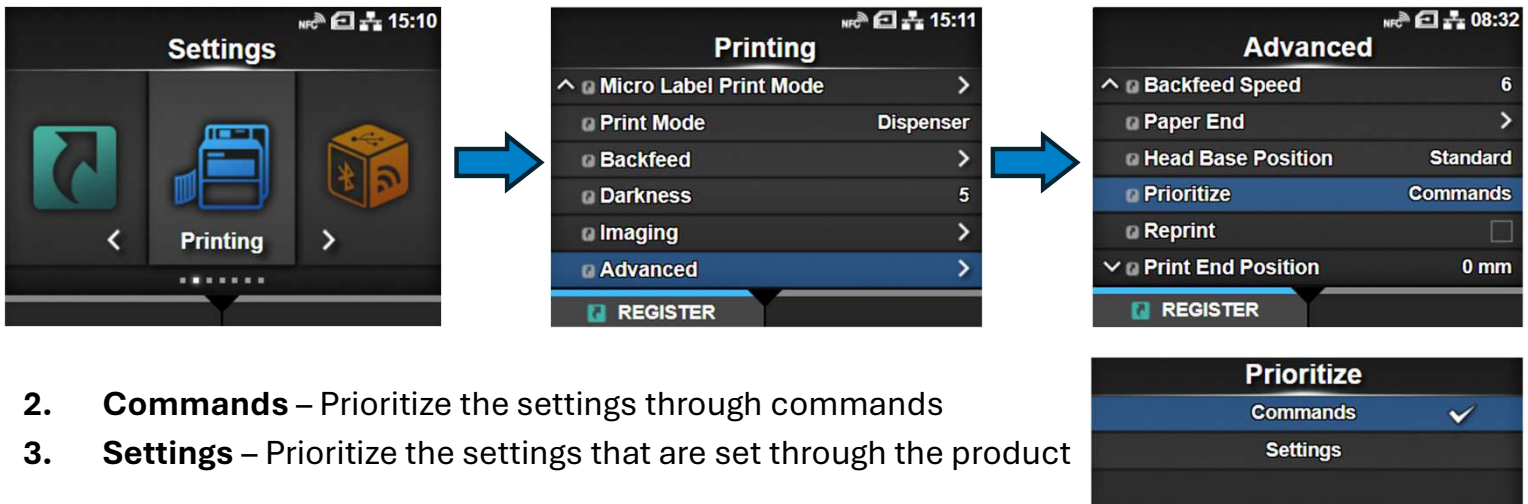 NFC 15:10
Settings
Printing
NFC 15:11
Printing
Micro Label Print Mode
Print Mode Dispenser
Backfeed
Darkness 5
Imaging
Advanced
REGISTER
NFC 08:32
Advanced
Backfeed Speed 6
Paper End
Head Base Position Standard
Prioritize Commands
Reprint
Print End Position 0 mm
REGISTER
2. Commands – Prioritize the settings through commands
3. Settings – Prioritize the settings that are set through the product
Prioritize
Commands
Settings